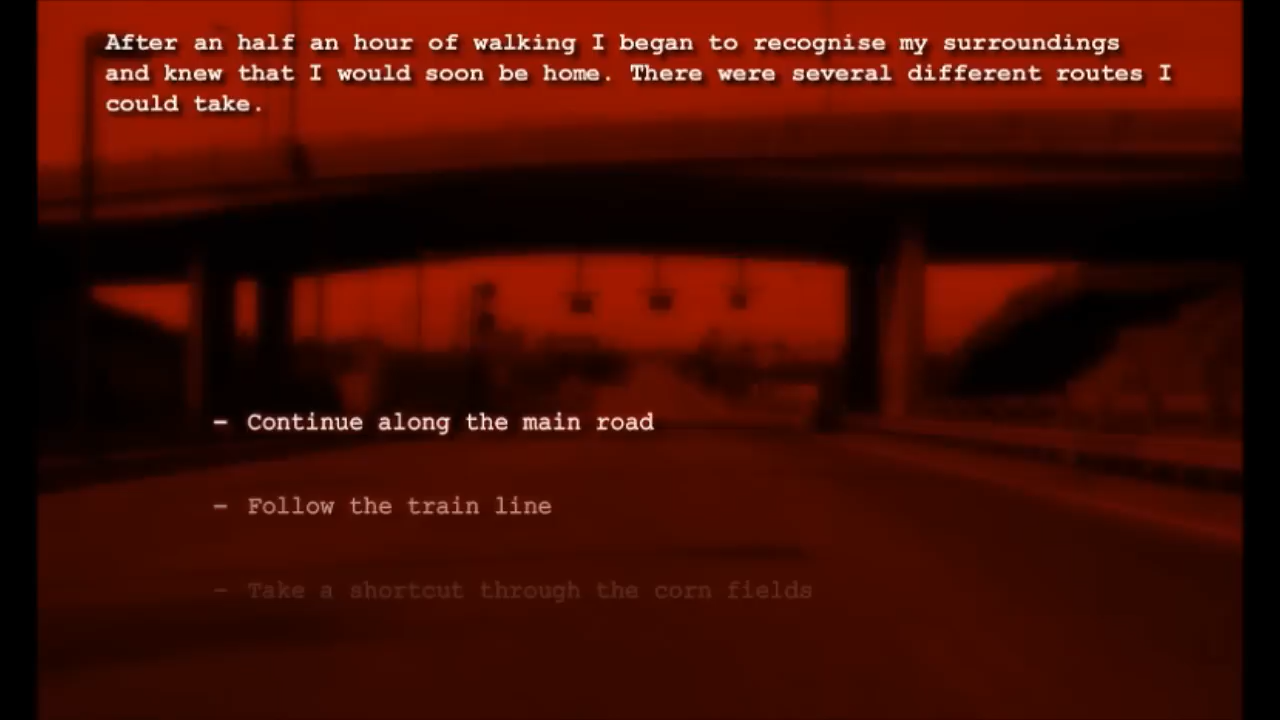 After an half an hour of walking I began to recognise my surroundings
and knew that I would soon be home. There were several different routes I
could take.
- Continue along the main road
- Follow the train line
- Take a shortcut through the corn fields